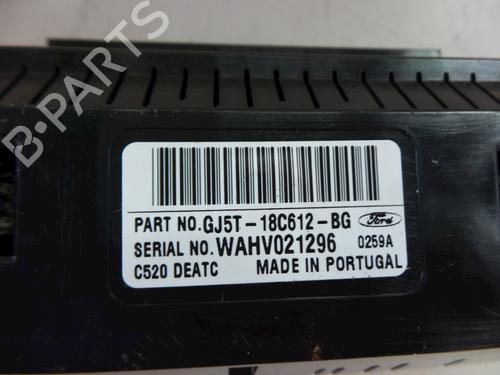 B-PARTS
PART NO.GJ5T-18C612-BG Ford
SERIAL NO.WAHV021296 0259A
C520 DEATC MADE IN PORTUGAL